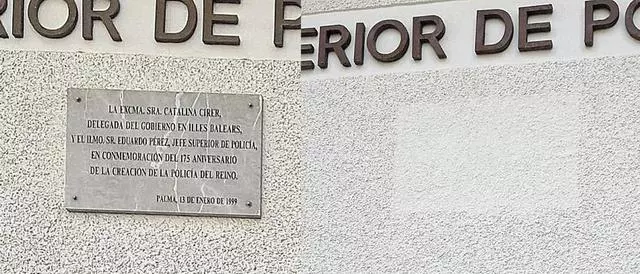 RIOR DE P
LA EXCMA. SRA. CATALINA CIRER,
DELEGADA DEL GOBIERNO EN ILLES BALEARS,
Y EL ILMO. SR. EDUARDO PÉREZ, JEFE SUPERIOR DE POLICÍA,
EN CONMEMORACIÓN DEL 175 ANIVERSARIO
DE LA CREACIÓN DE LA POLICÍA DEL REINO.
PALMA, 13 DE ENERO DE 1999
ERIOR DE PO